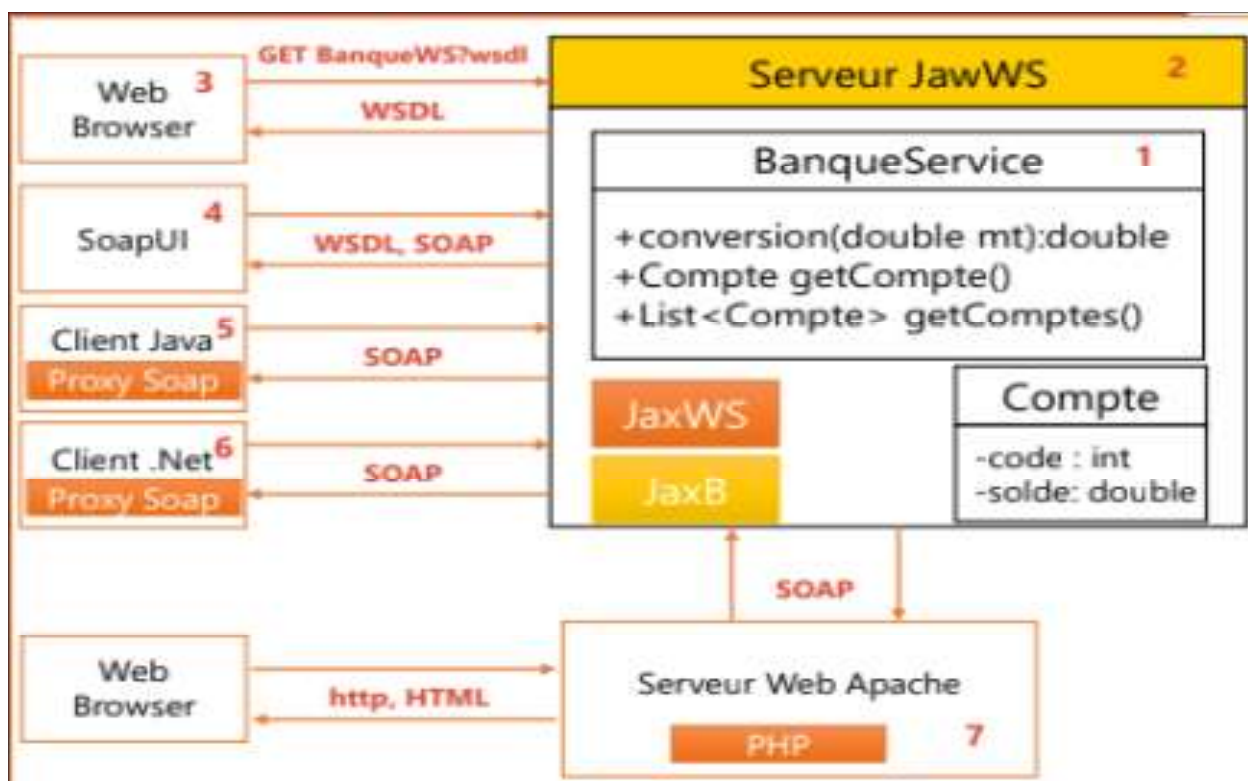 GET BanqueWS?wsdl
3
Web
Browser
WSDL
Serveur JawWS 2
BanqueService 1
+conversion(double mt):double
+Compte getCompte()
+List<Compte> getComptes()
4
SoapUI
WSDL, SOAP
Client Java 5
Proxy Soap
SOAP
Client .Net 6
Proxy Soap
SOAP
JaxWS
JaxB
Compte
-code : int
-solde: double
SOAP
Web
Browser
http, HTML
Serveur Web Apache
PHP 7